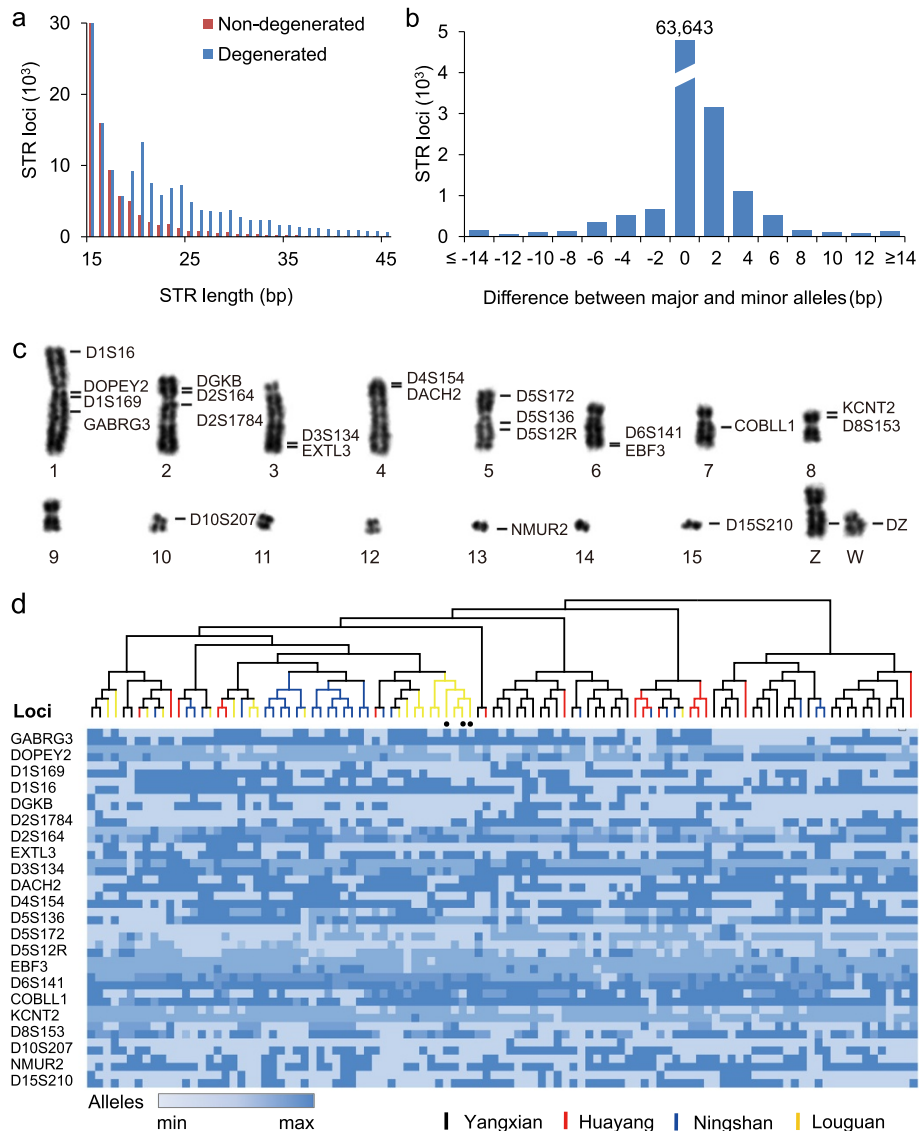 a
30
20
10
0
STR loci (10³)
Non-degenerated
Degenerated
15 25 35 45
STR length (bp)
b
63,643
5
4
3
2
1
0
STR loci (10³)
≤ -14 -12 -10 -8 -6 -4 -2 0 2 4 6 8 10 12 ≥14
Difference between major and minor alleles (bp)
c
D1S16
DOPEY2
D1S169
GABRG3
1
DGKB
D2S164
D2S1784
2
D3S134
EXTL3
3
D4S154
DACH2
4
D5S172
D5S136
D5S12R
5
D6S141
EBF3
6
COBLL1
7
KCNT2
D8S153
8
9
D10S207
10
11
12
NMUR2
13
14
D15S210
15
DZ
Z W
d
Loci
GABRG3
DOPEY2
D1S169
D1S16
DGKB
D2S1784
D2S164
EXTL3
D3S134
DACH2
D4S154
D5S136
D5S172
D5S12R
EBF3
D6S141
COBLL1
KCNT2
D8S153
D10S207
NMUR2
D15S210
Alleles
min max
Yangxian Huayang Ningshan Louguan